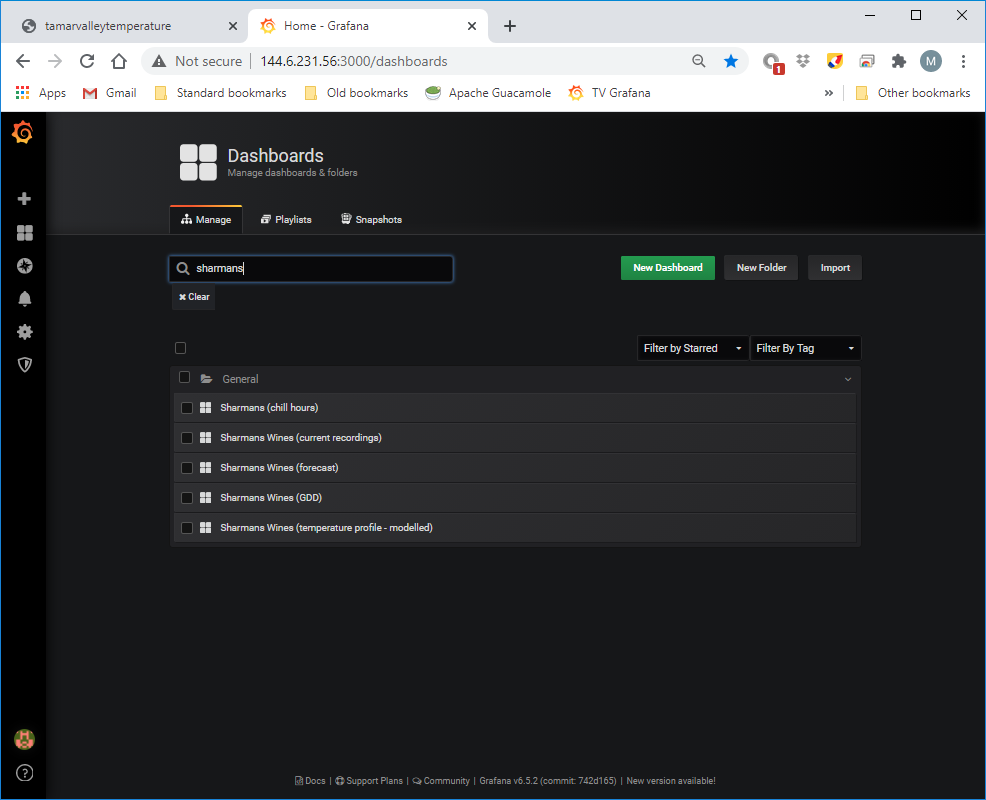 tamarvalleytemperature
Home - Grafana
Not secure 144.6.231.56:3000/dashboards
1
M
Apps Gmail Standard bookmarks Old bookmarks Apache Guacamole TV Grafana » Other bookmarks
Dashboards
Manage dashboards & folders
Manage Playlists Snapshots
sharmans New Dashboard New Folder Import
Clear
Filter by Starred Filter By Tag
General
Sharmans (chill hours)
Sharmans Wines (current recordings)
Sharmans Wines (forecast)
Sharmans Wines (GDD)
Sharmans Wines (temperature profile - modelled)
Docs | Support Plans | Community | Grafana v6.5.2 (commit: 742d165) | New version available!